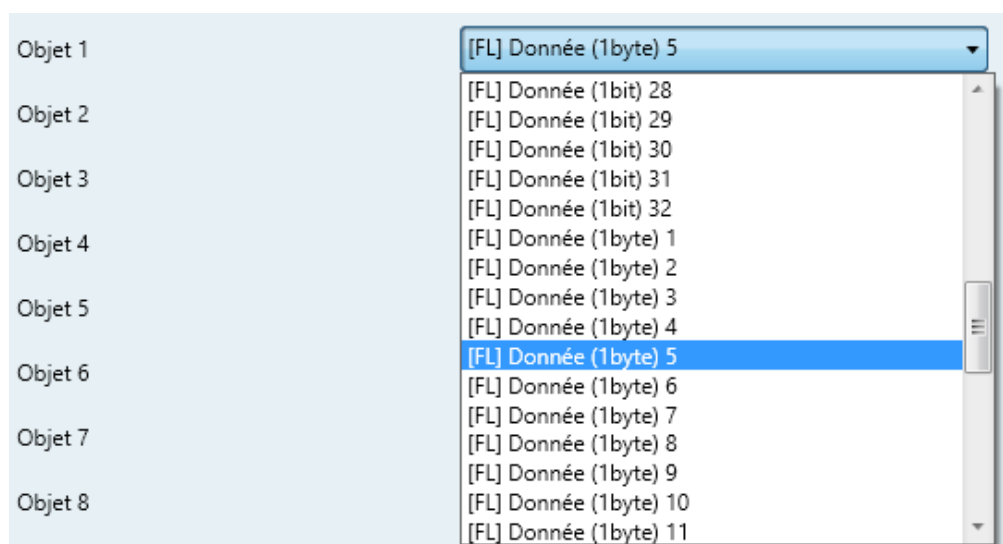 Objet 1
[FL] Donnée (1byte) 5
[FL] Donnée (1bit) 28
[FL] Donnée (1bit) 29
[FL] Donnée (1bit) 30
[FL] Donnée (1bit) 31
[FL] Donnée (1bit) 32
[FL] Donnée (1byte) 1
[FL] Donnée (1byte) 2
[FL] Donnée (1byte) 3
[FL] Donnée (1byte) 4
[FL] Donnée (1byte) 5
[FL] Donnée (1byte) 6
[FL] Donnée (1byte) 7
[FL] Donnée (1byte) 8
[FL] Donnée (1byte) 9
[FL] Donnée (1byte) 10
[FL] Donnée (1byte) 11
Objet 2
Objet 3
Objet 4
Objet 5
Objet 6
Objet 7
Objet 8